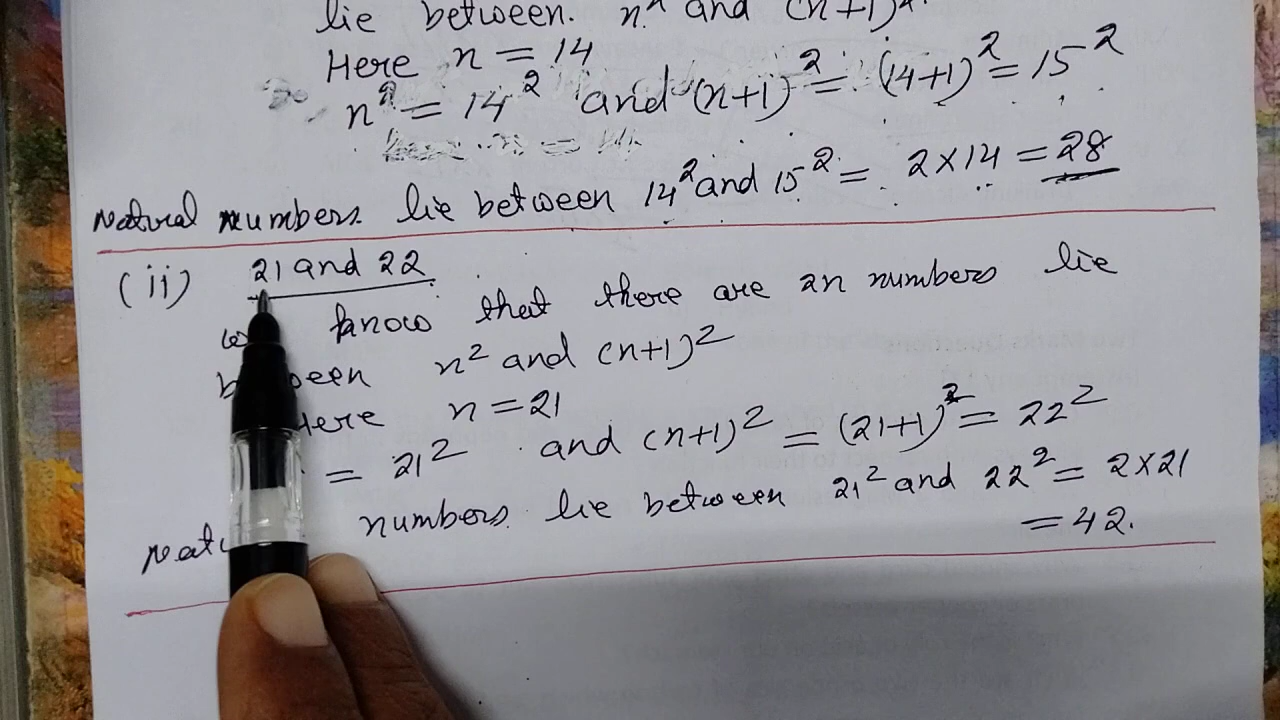 lie between n² and (n+1)².
Here n = 14
n² = 14² and (n+1)² = (14+1)² = 15²
Natural numbers lie between 14² and 15² = 2×14 = 28
(ii) 21 and 22
know that there are 2n numbers lie
between n² and (n+1)²
Here n = 21
= 21² and (n+1)² = (21+1)² = 22²
numbers lie between 21² and 22² = 2×21
= 42.